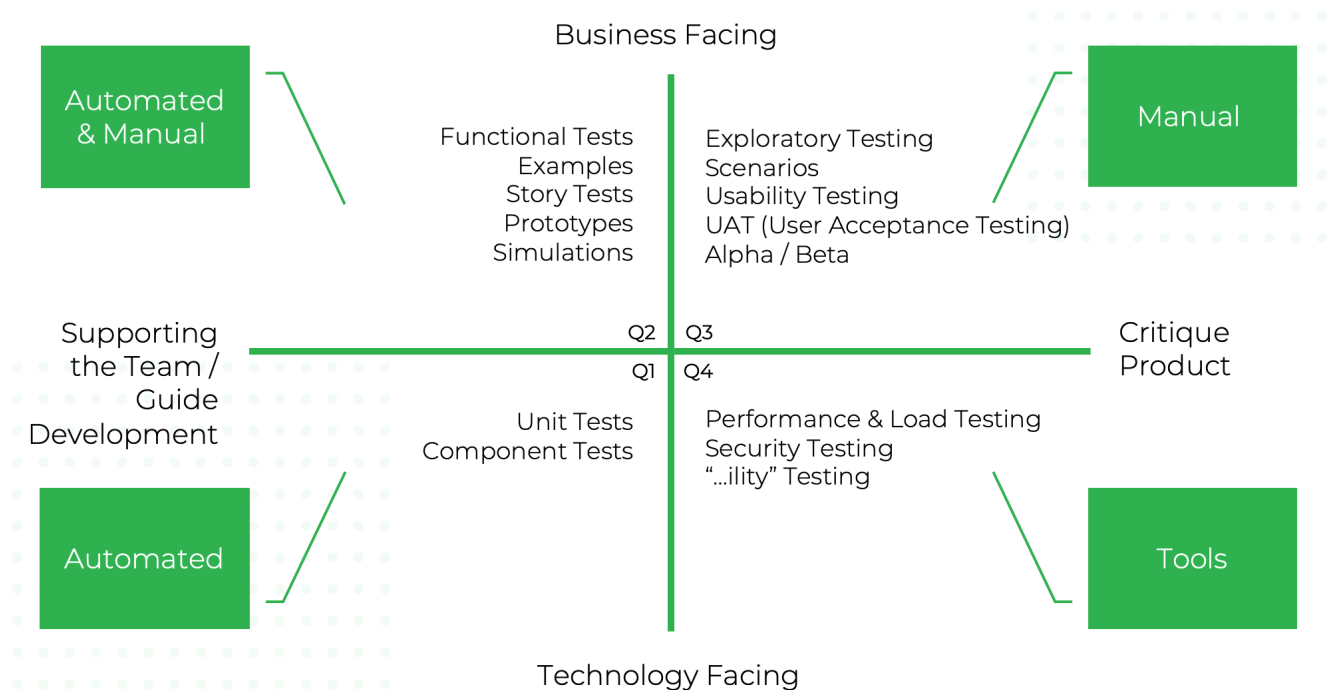 Business Facing
Automated
& Manual
Functional Tests
Examples
Story Tests
Prototypes
Simulations
Exploratory Testing
Scenarios
Usability Testing
UAT (User Acceptance Testing)
Alpha / Beta
Manual
Supporting
the Team /
Guide
Development
Q2
Q3
Q1
Q4
Critique
Product
Unit Tests
Component Tests
Performance & Load Testing
Security Testing
“...ility” Testing
Automated
Tools
Technology Facing